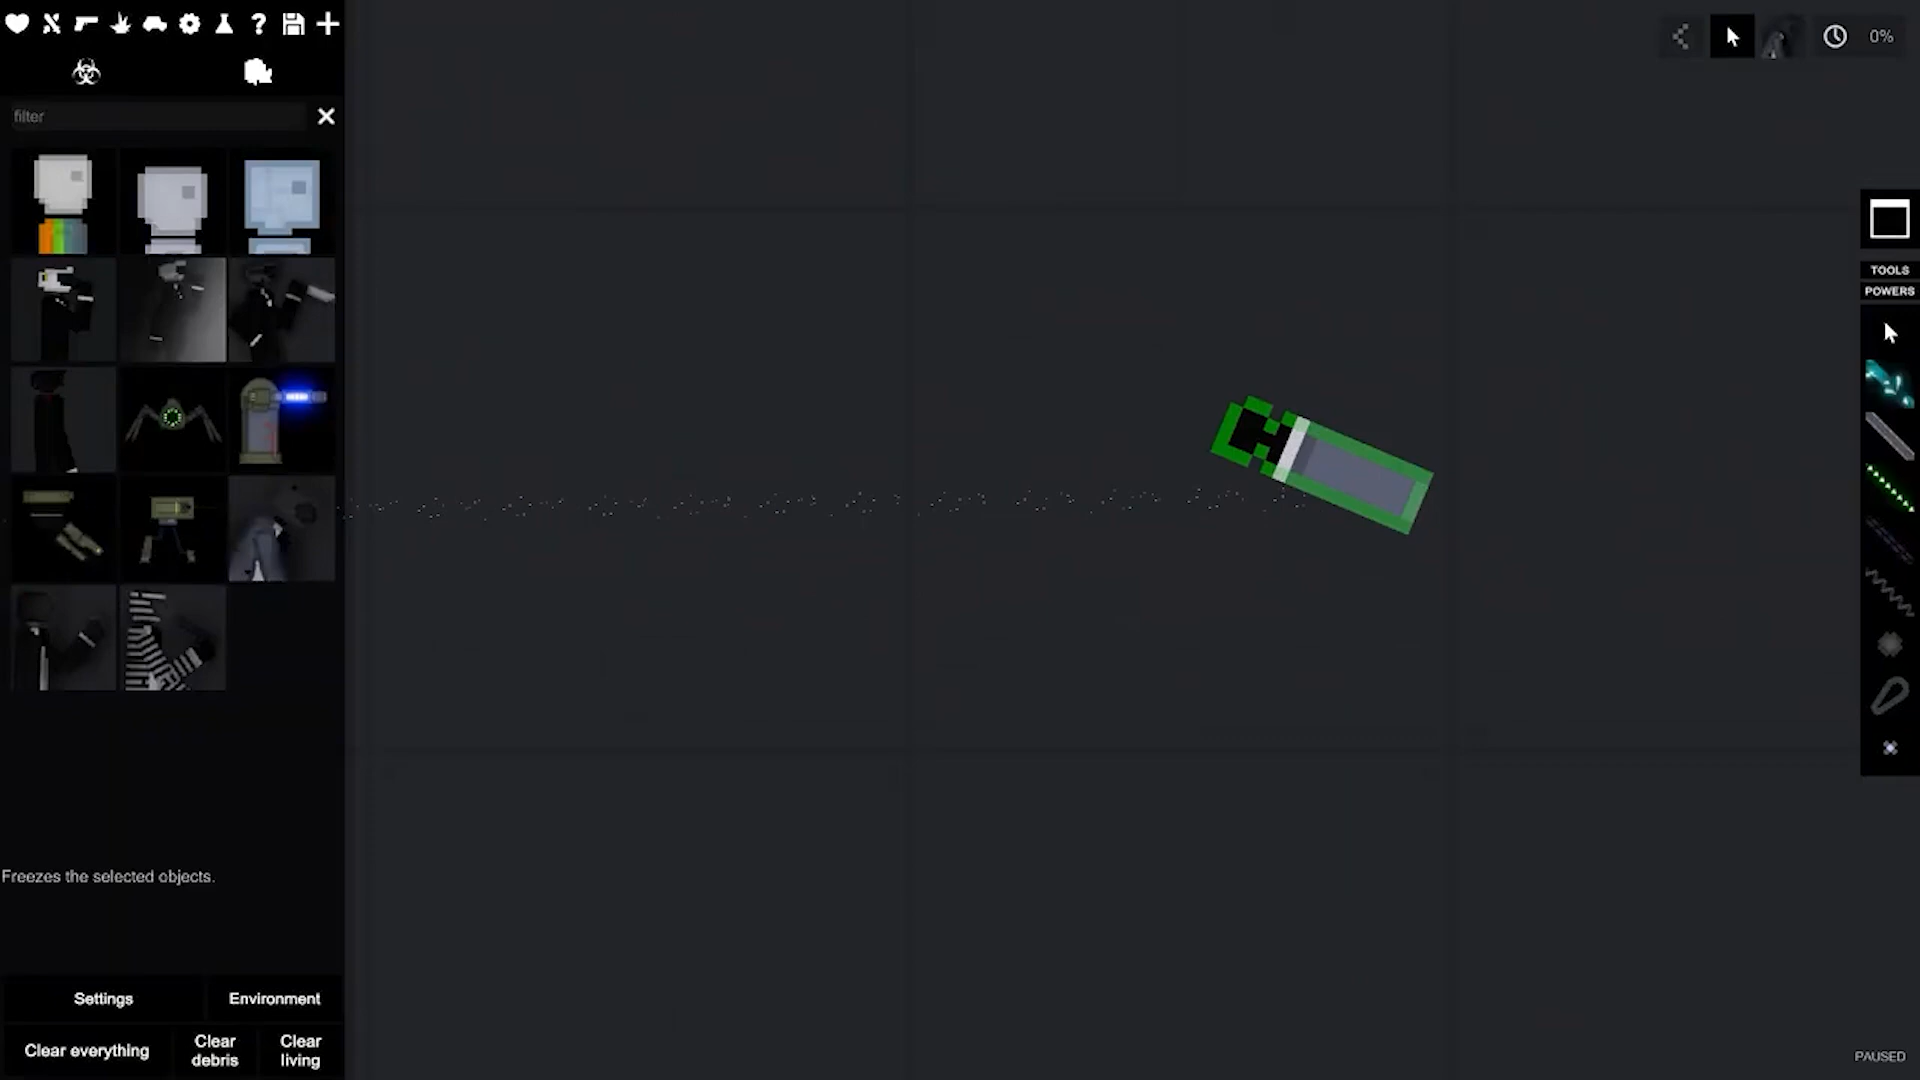 0%
filter
TOOLS
POWERS
Freezes the selected objects.
Settings
Environment
Clear everything
Clear
debris
Clear
living
PAUSED